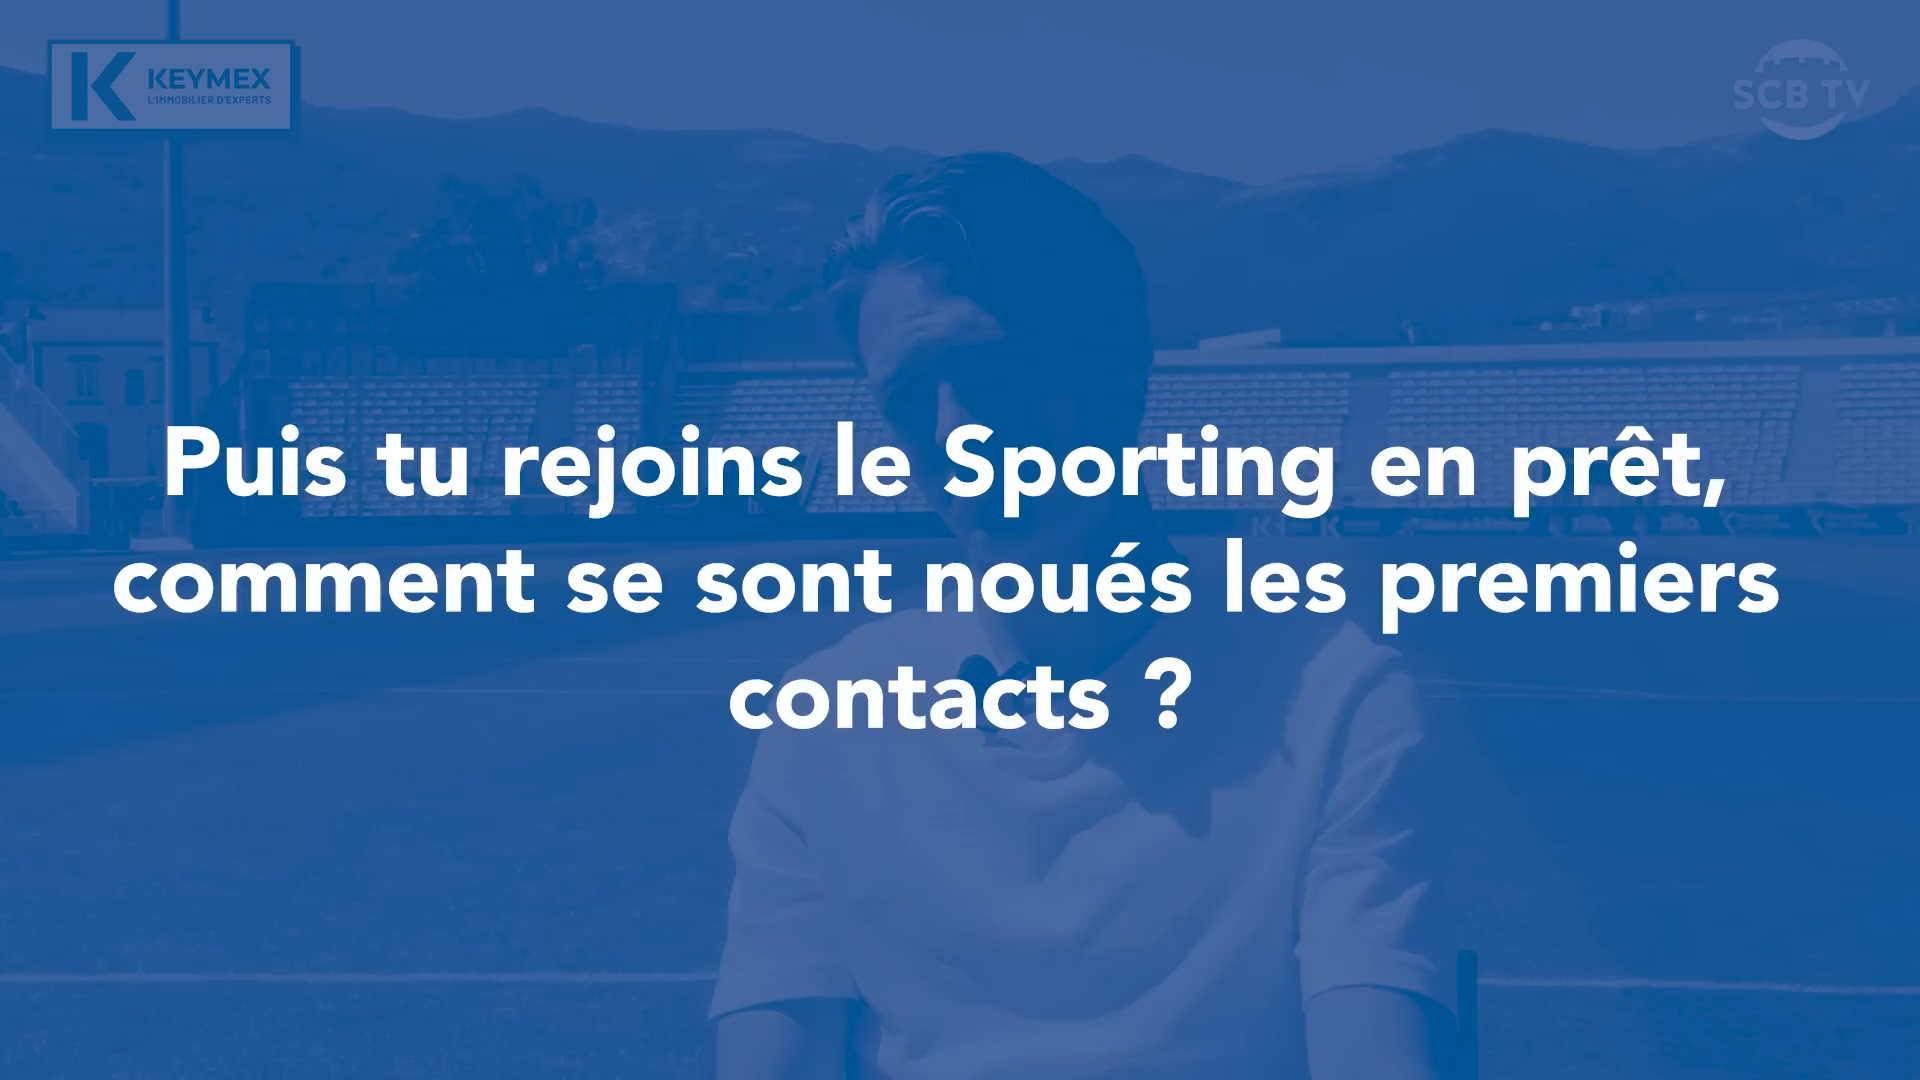 KEYMEX
L'IMMOBILIER D'EXPERTS
SCB TV
Puis tu rejoins le Sporting en prêt,
comment se sont noués les premiers
contacts ?